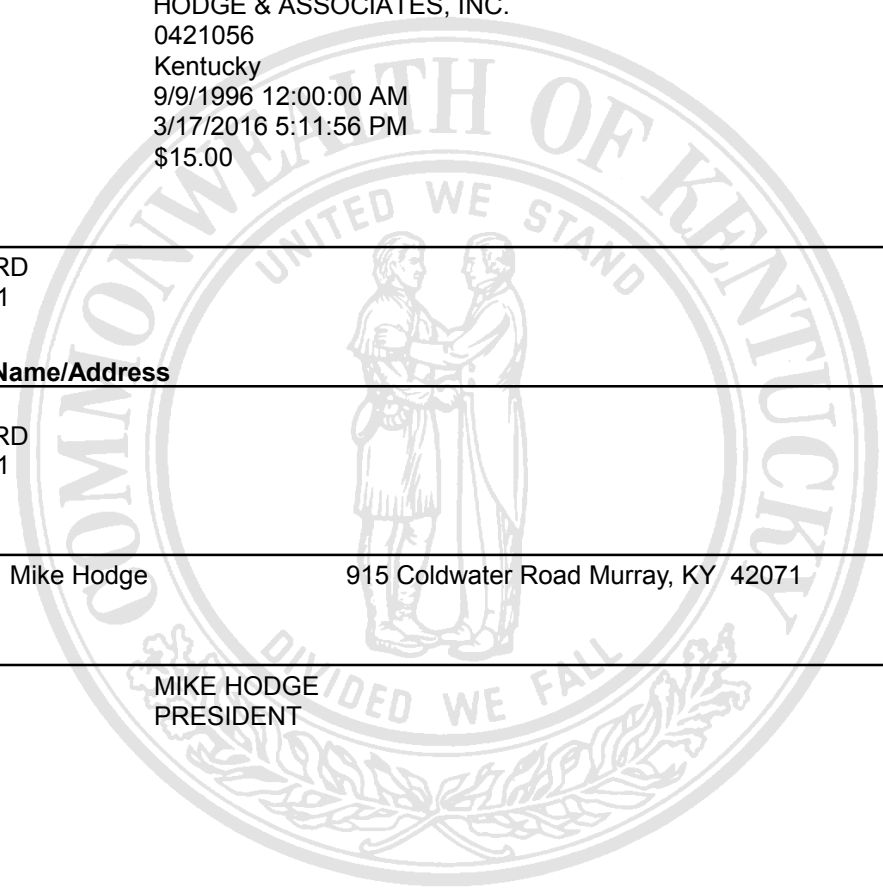 HODGE & ASSOCIATES, INC.
0421056
Kentucky
9/9/1996 12:00:00 AM
3/17/2016 5:11:56 PM
$15.00
RD
1
Name/Address
RD
1
Mike Hodge 915 Coldwater Road Murray, KY 42071
MIKE HODGE
PRESIDENT
COMMONWEALTH OF KENTUCKY
UNITED WE STAND
DIVIDED WE FALL